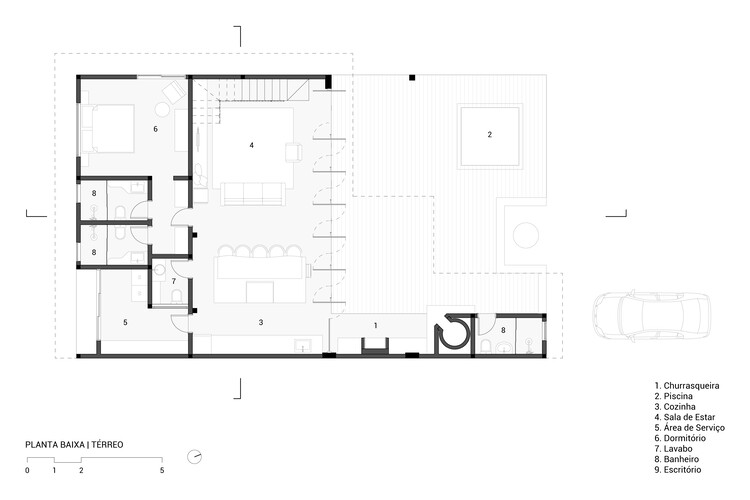 6
4
2
8
8
7
5
3
1
8
1. Churrasqueira
2. Piscina
3. Cozinha
4. Sala de Estar
5. Área de Serviço
6. Dormitório
7. Lavabo
8. Banheiro
9. Escritório
PLANTA BAIXA | TÉRREO
0 1 2 5